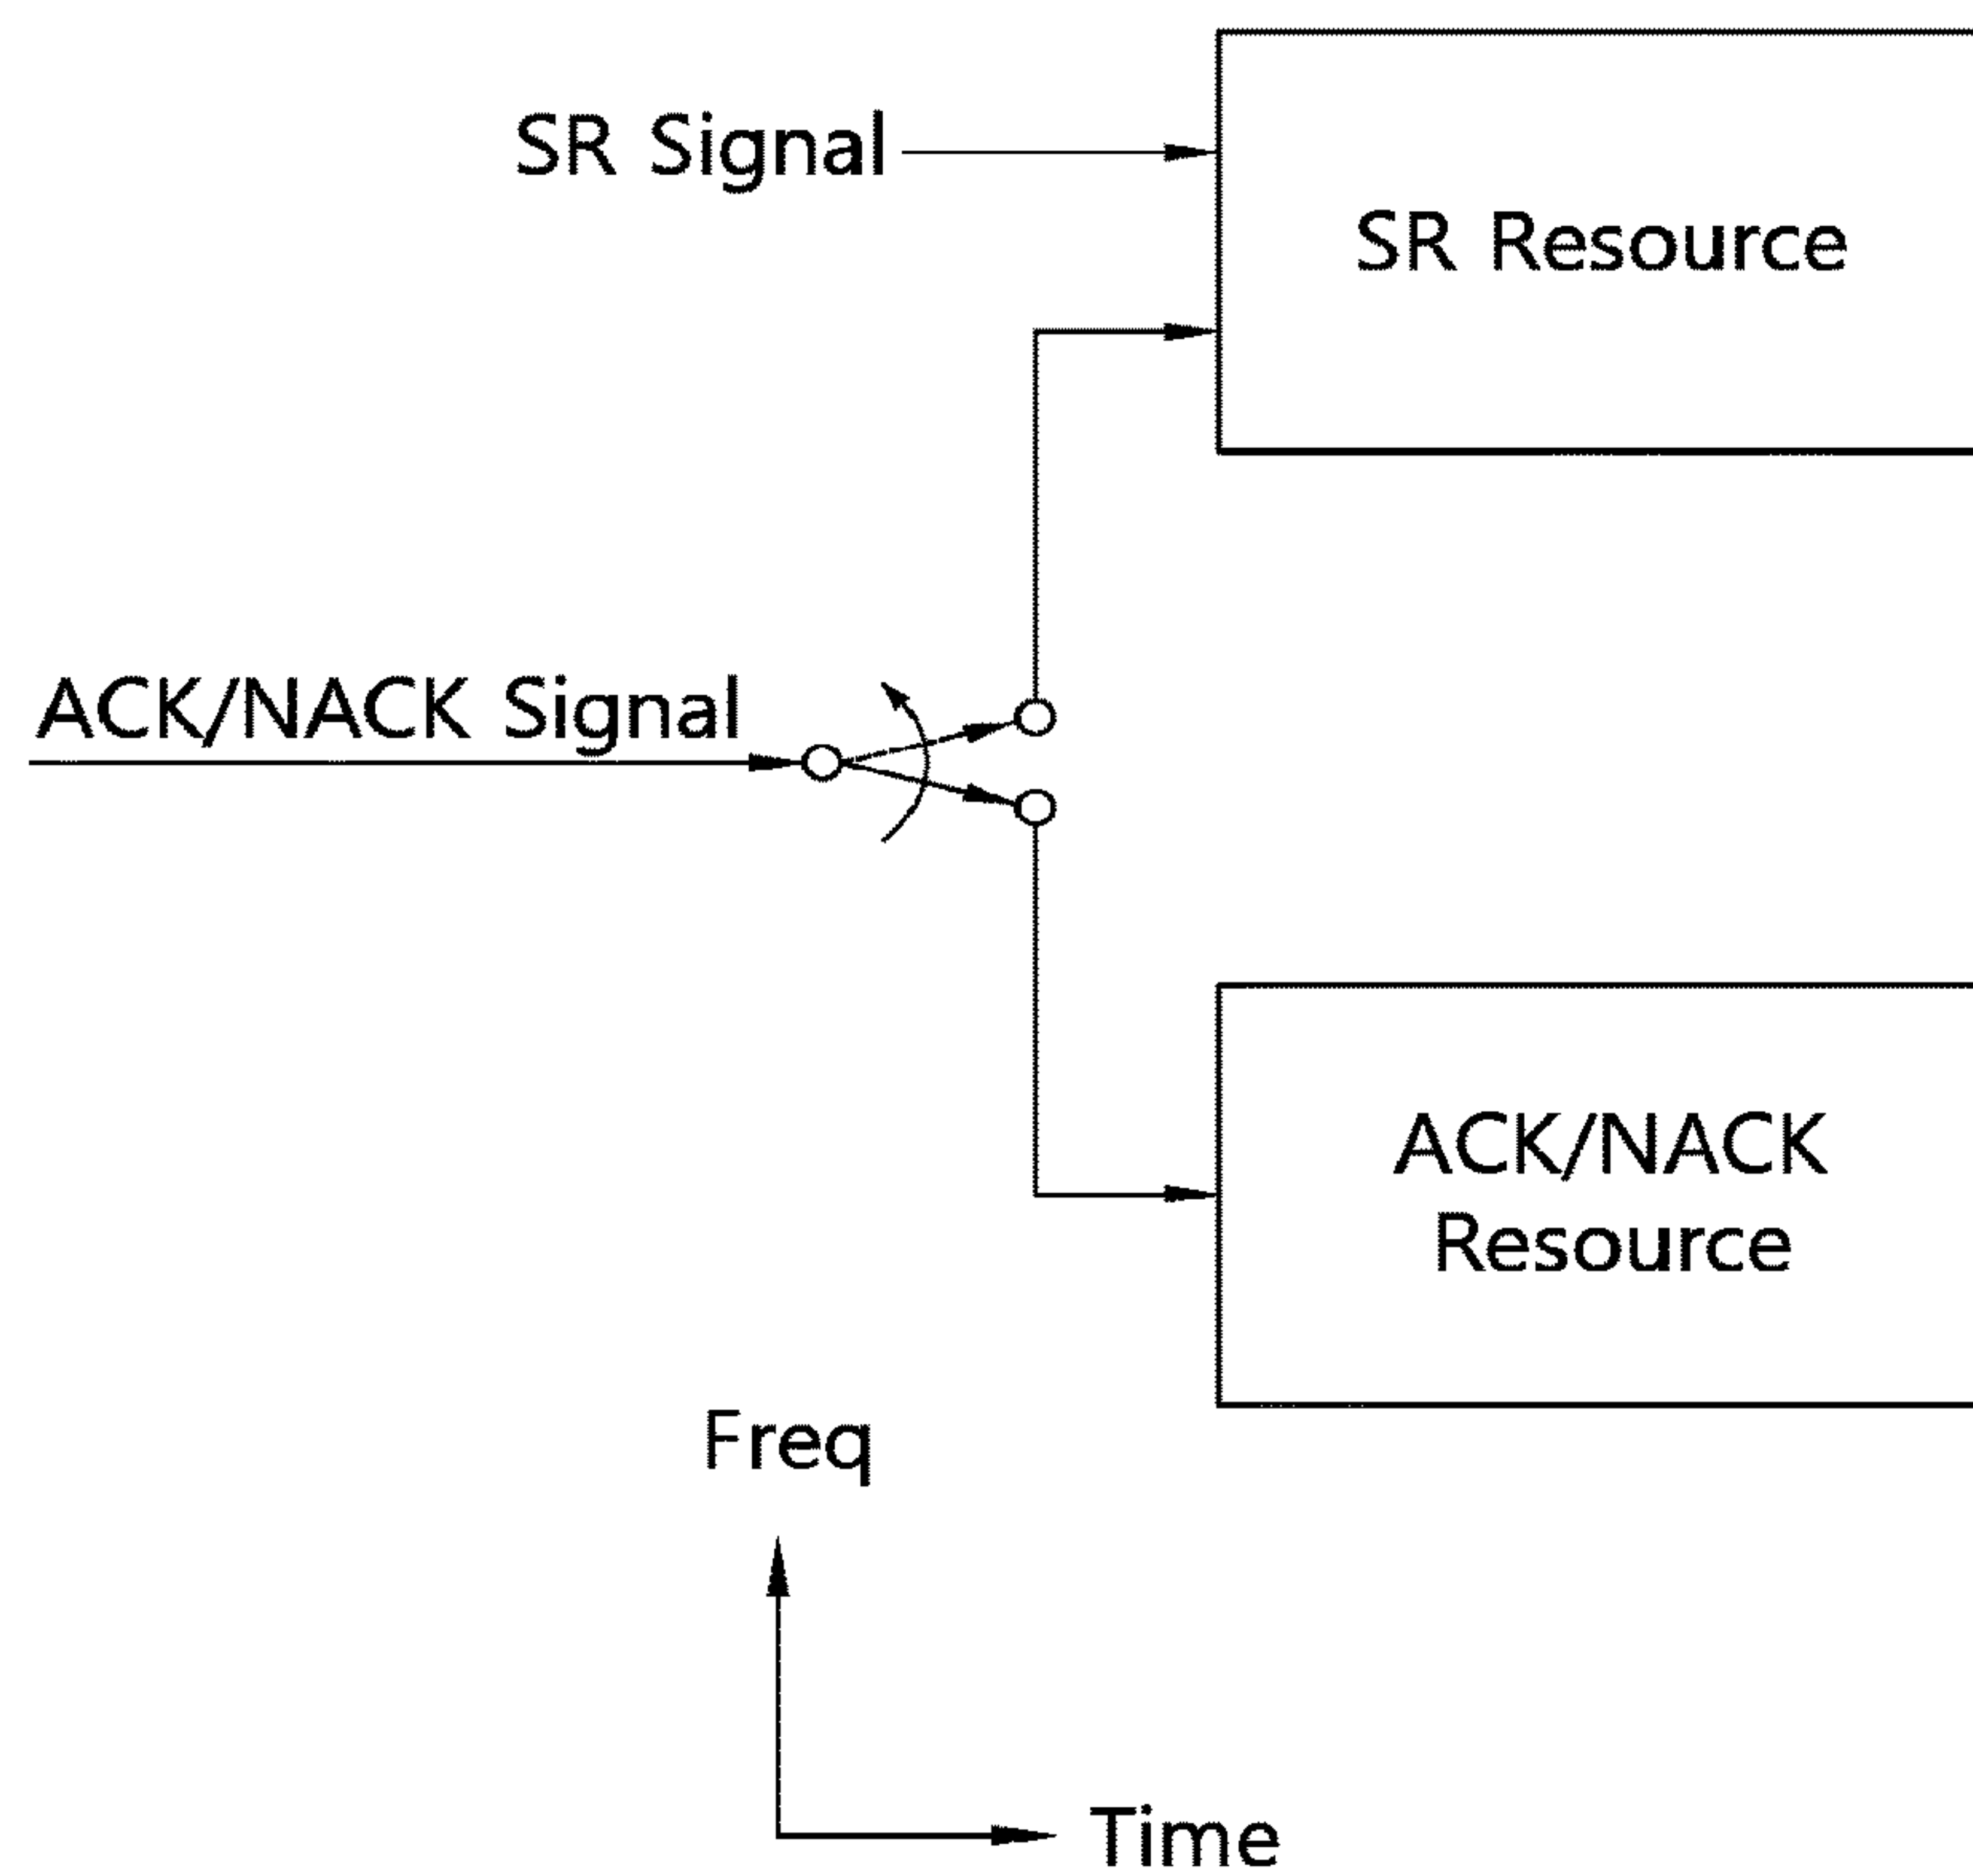 SR Signal
SR Resource
ACK/NACK Signal
ACK/NACK
Resource
Freq
Time